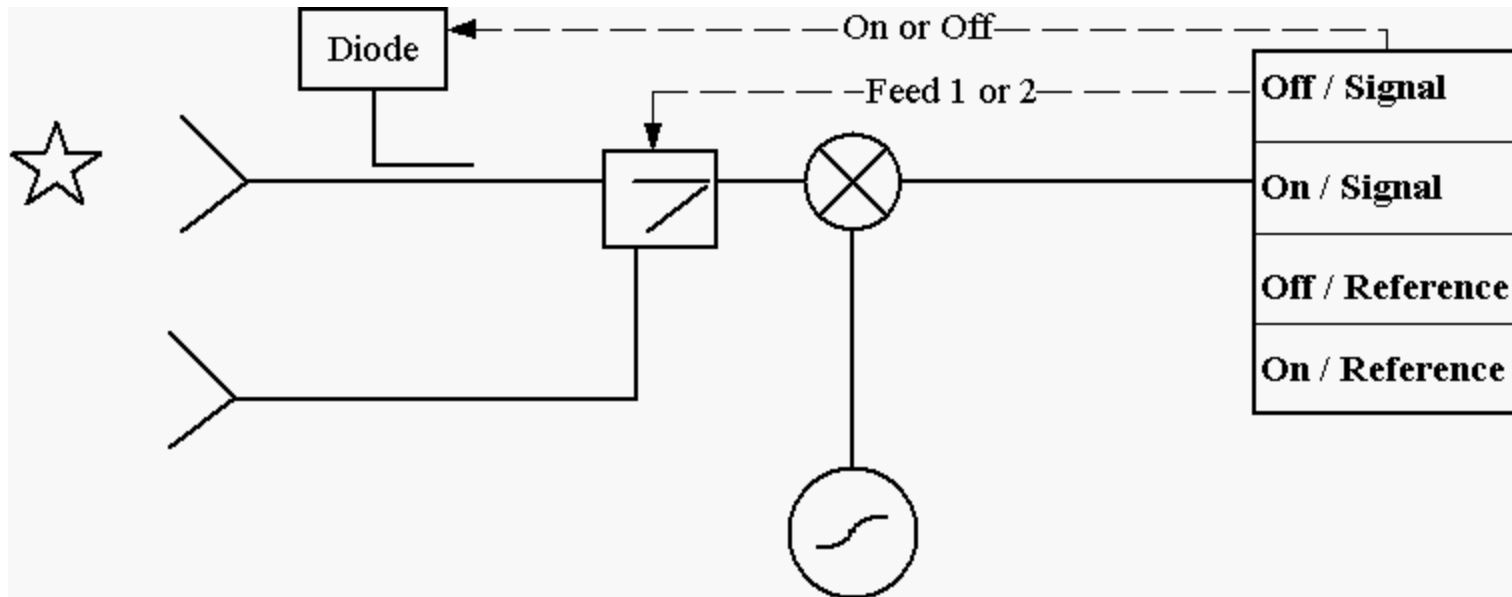 Diode
On or Off
Feed 1 or 2
Off / Signal
On / Signal
Off / Reference
On / Reference